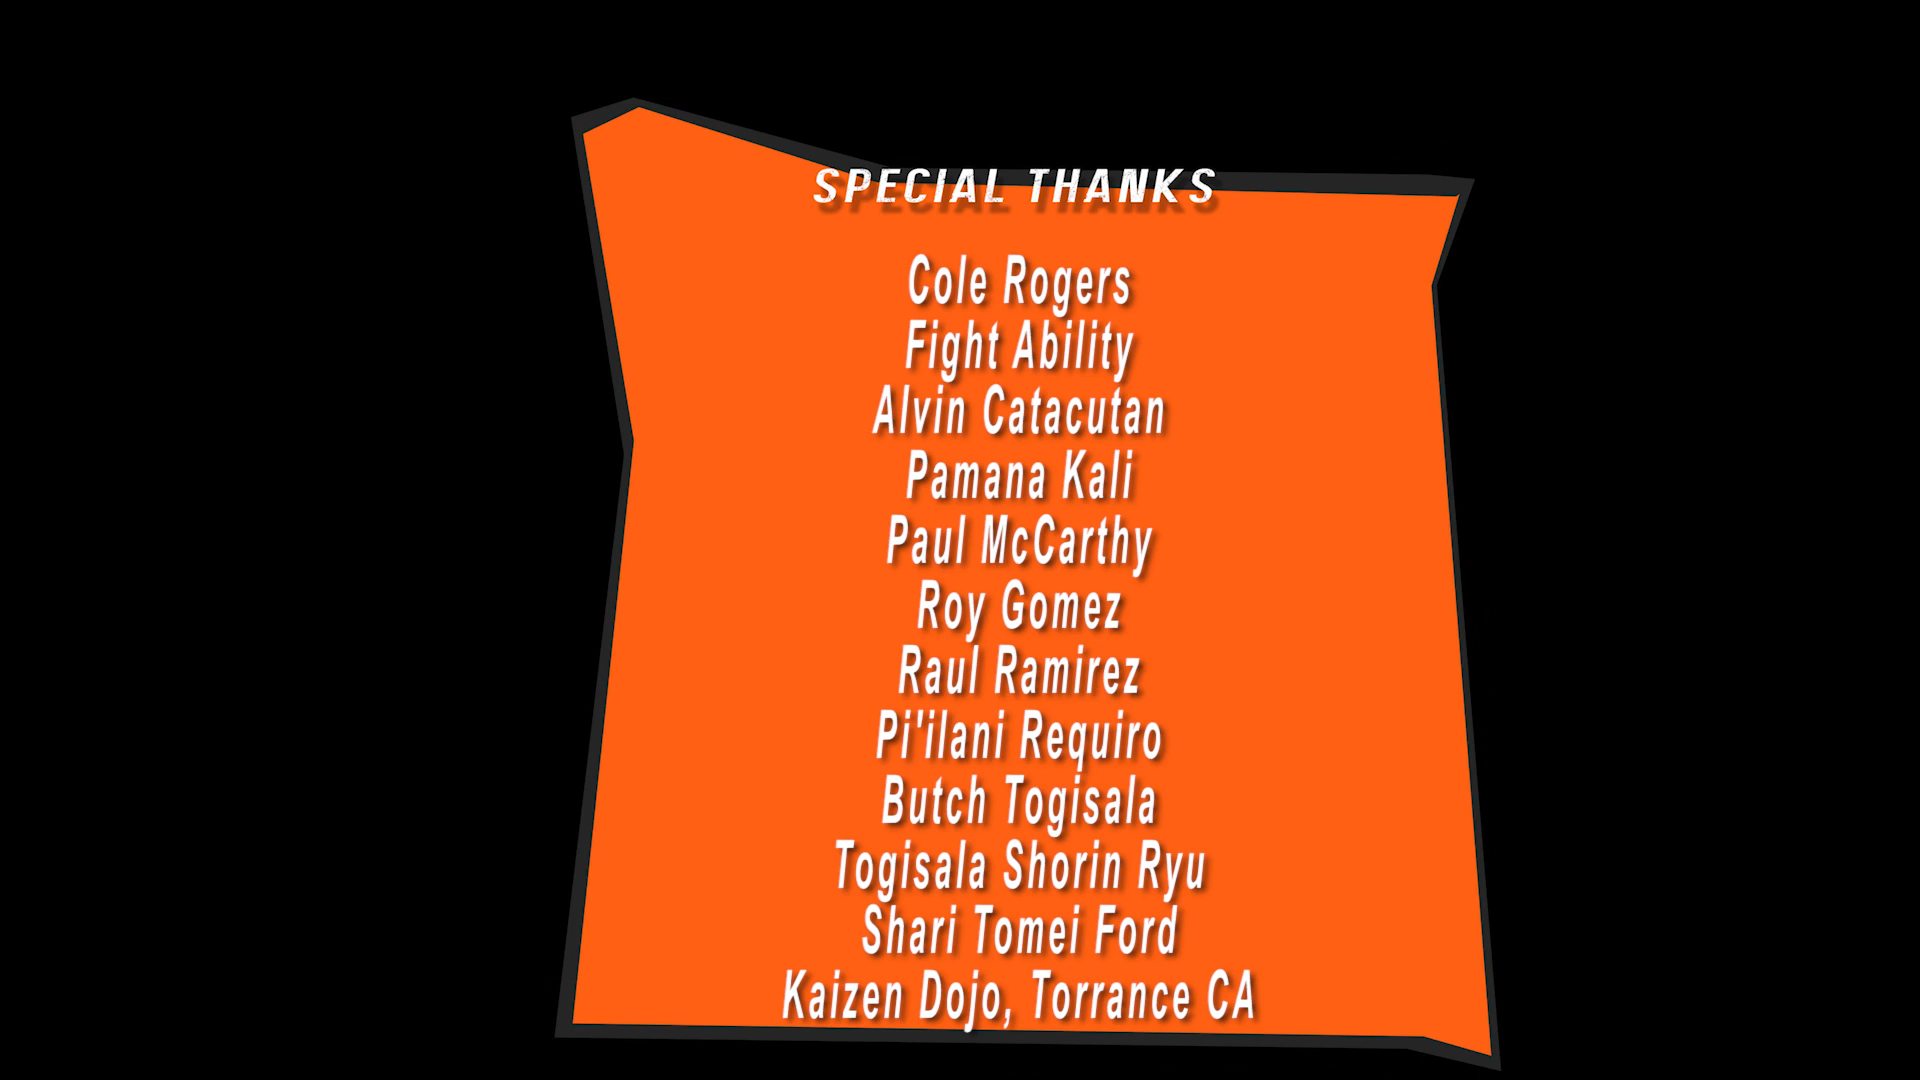 SPECIAL THANKS
Cole Rogers
Fight Ability
Alvin Catacutan
Pamana Kali
Paul McCarthy
Roy Gomez
Raul Ramirez
Pi'ilani Requiro
Butch Togisala
Togisala Shorin Ryu
Shari Tomei Ford
Kaizen Dojo, Torrance CA